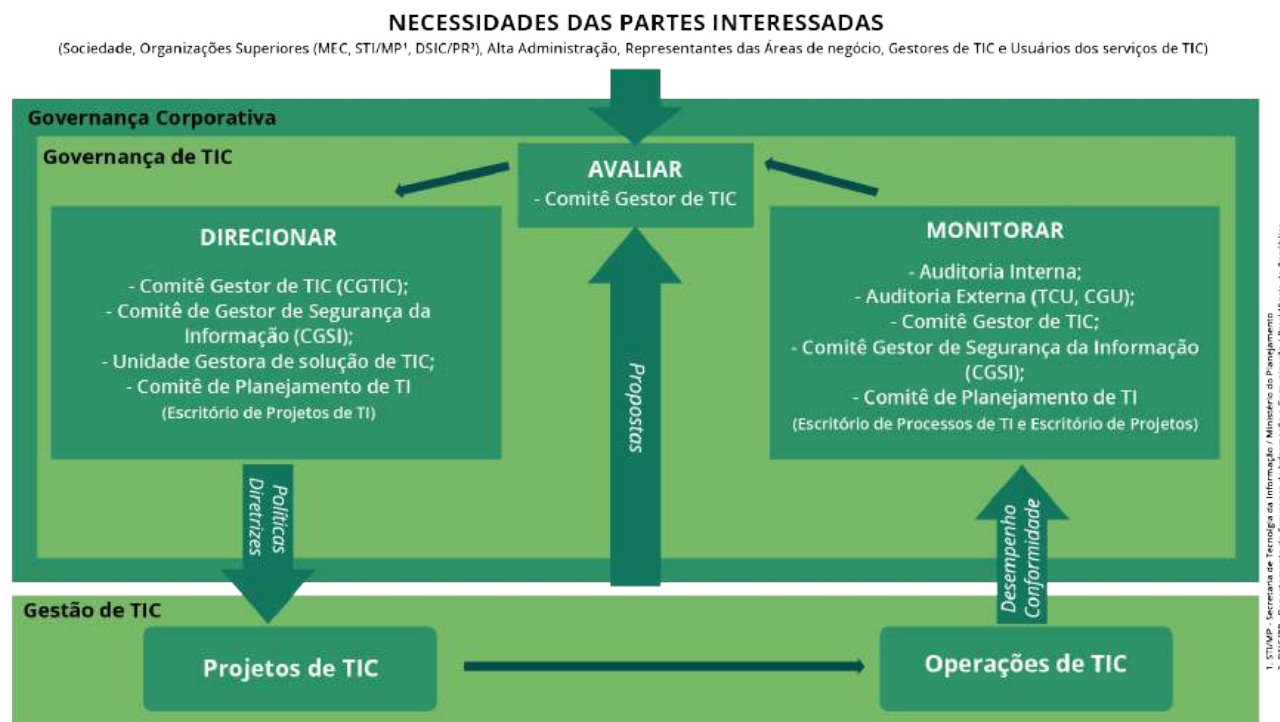 NECESSIDADES DAS PARTES INTERESSADAS
(Sociedade, Organizações Superiores (MEC, STI/MP¹, DSIC/PR²), Alta Administração, Representantes das Áreas de negócio, Gestores de TIC e Usuários dos serviços de TIC)
Governança Corporativa
Governança de TIC
AVALIAR
- Comitê Gestor de TIC
DIRECIONAR
- Comitê Gestor de TIC (CGTIC);
- Comitê de Gestor de Segurança da
Informação (CGSI);
- Unidade Gestora de solução de TIC;
- Comitê de Planejamento de TI
(Escritório de Projetos de TI)
MONITORAR
- Auditoria Interna;
- Auditoria Externa (TCU, CGU);
- Comitê Gestor de TIC;
- Comitê Gestor de Segurança da Informação
(CGSI);
- Comitê de Planejamento de TI
(Escritório de Processos de TI e Escritório de Projetos)
Políticas
Diretrizes
Propostas
Desempenho
Conformidade
Gestão de TIC
Projetos de TIC
Operações de TIC
1. STI/MP - Secretaria de Tecnolgia da Informação / Ministério do Planejamento